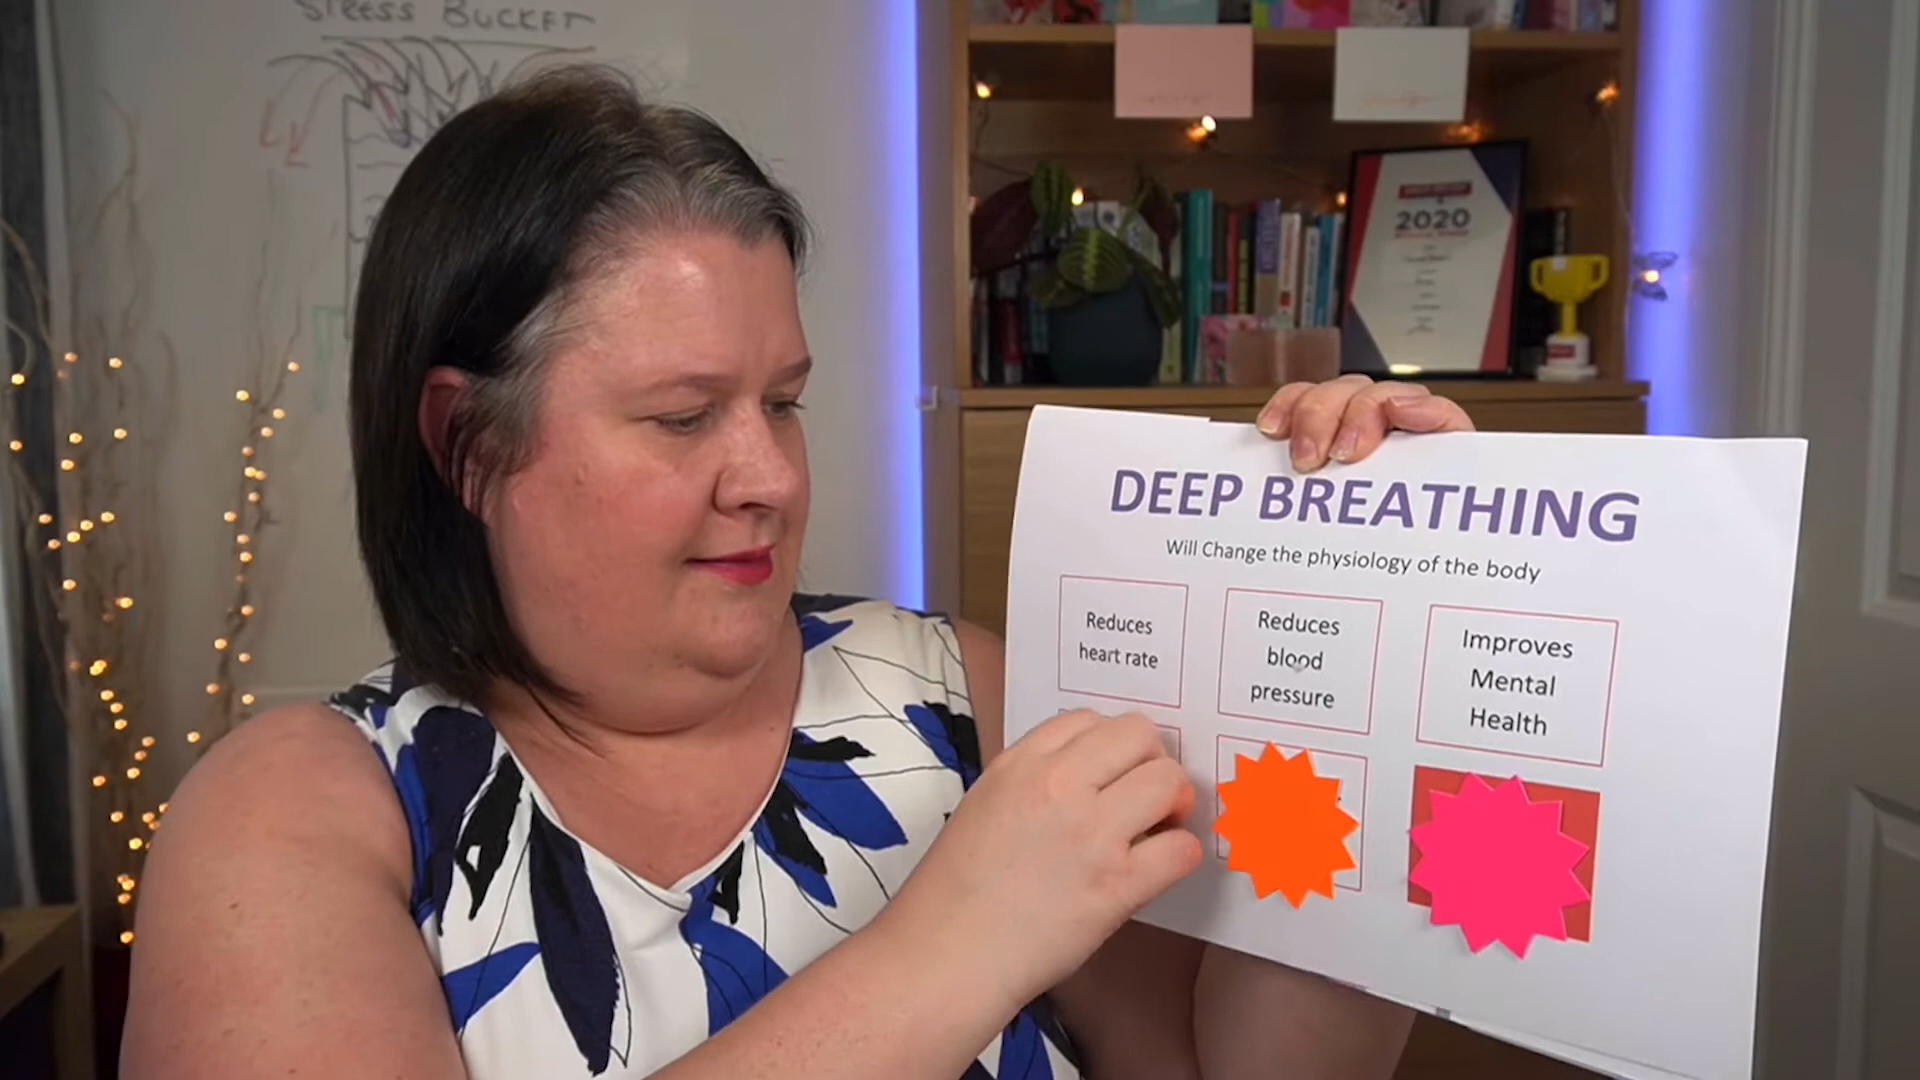 STRESS BUCKET
2020
DEEP BREATHING
Will Change the physiology of the body
Reduces
heart rate
Reduces
blood
pressure
Improves
Mental
Health